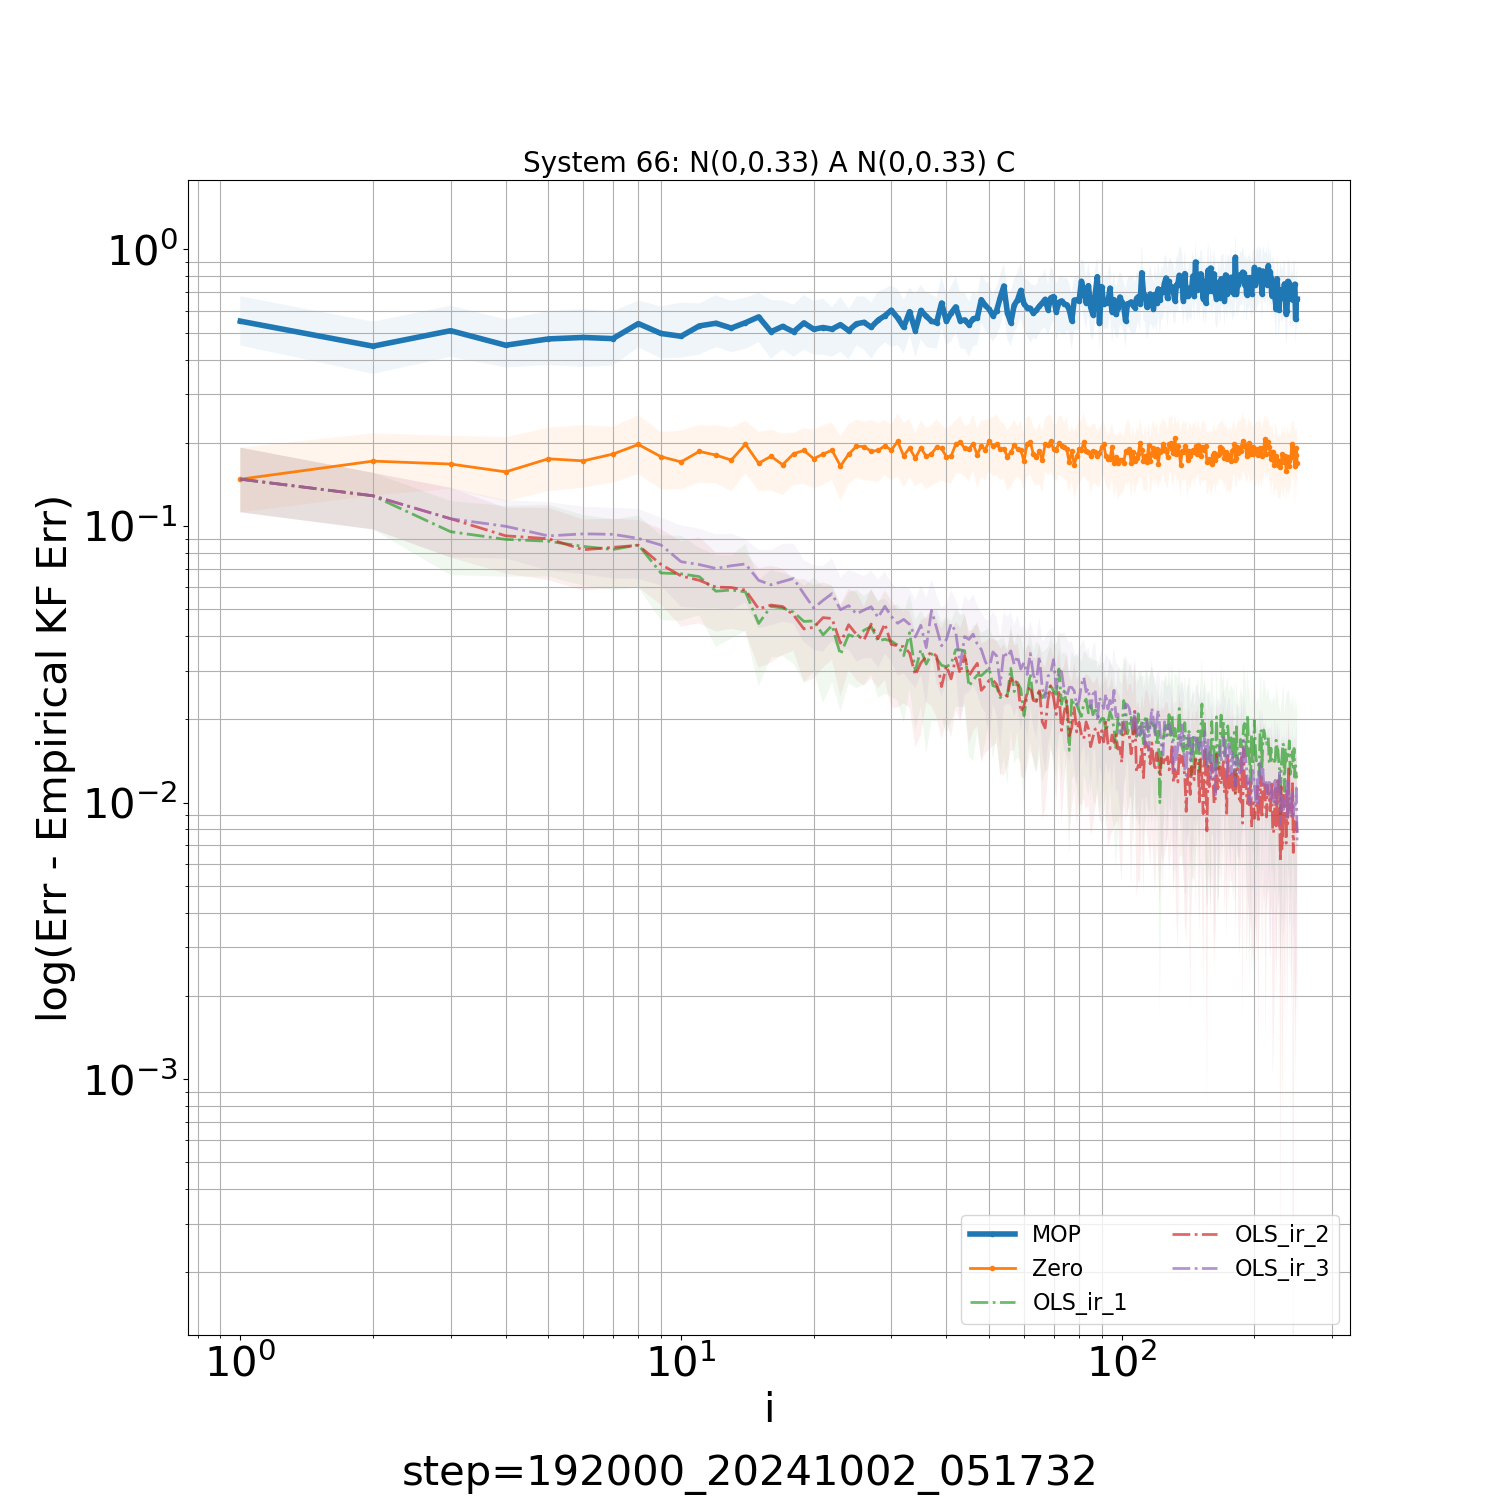 System 66: N(0,0.33) A N(0,0.33) C
log(Err - Empirical KF Err)
10⁰
10⁻¹
10⁻²
10⁻³
MOP
Zero
OLS_ir_1
OLS_ir_2
OLS_ir_3
10⁰ 10¹ 10²
i
step=192000_20241002_051732